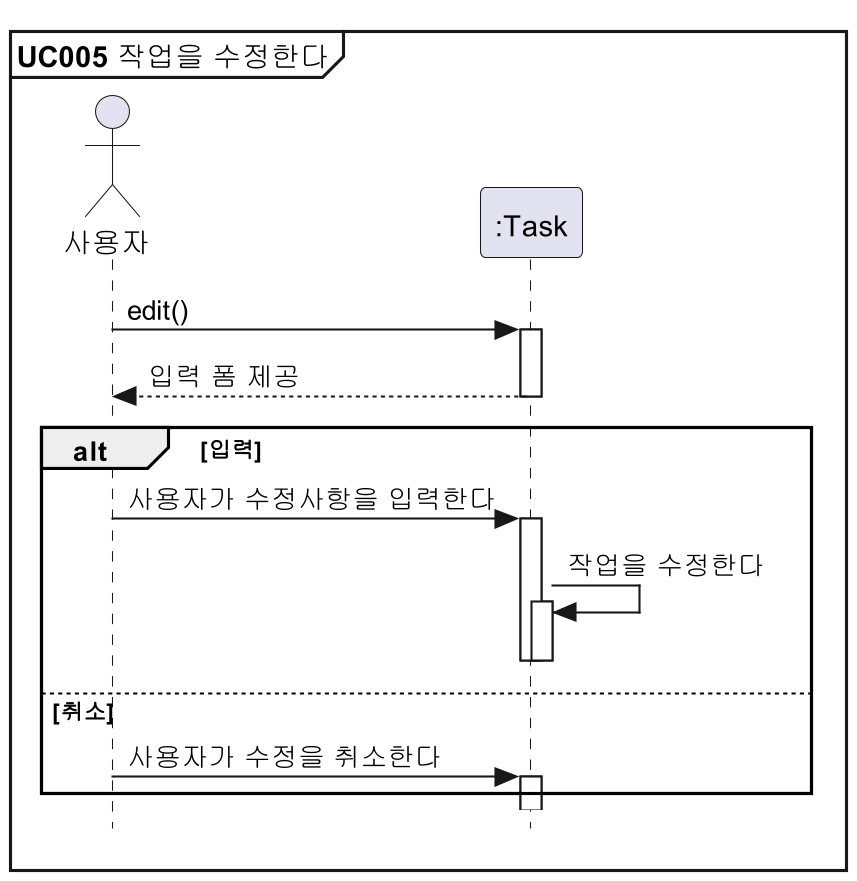 UC005 작업을 수정한다
사용자
:Task
edit()
입력 폼 제공
alt
[입력]
사용자가 수정사항을 입력한다
작업을 수정한다
[취소]
사용자가 수정을 취소한다